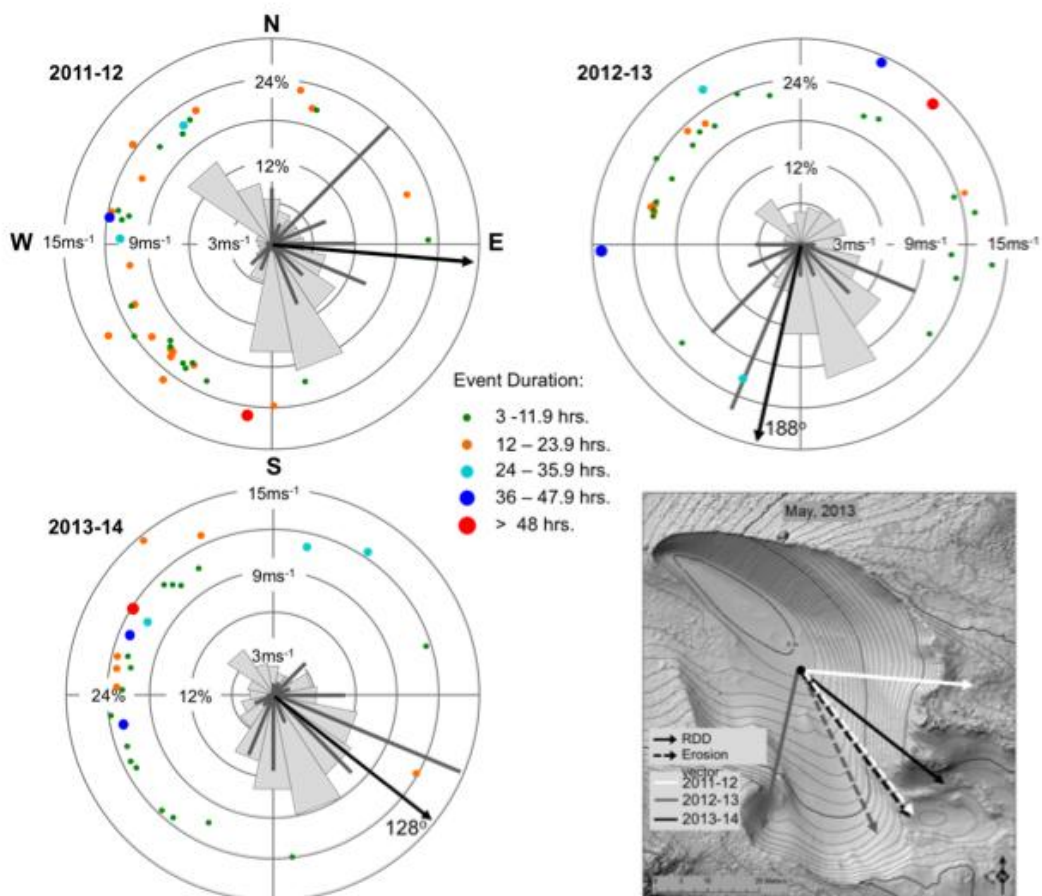 N
2011-12
24%
12%
W
15ms-1
9ms-1
3ms-1
E
S
2012-13
24%
12%
3ms-1
9ms-1
15ms-1
188o
Event Duration:
3 -11.9 hrs.
12 – 23.9 hrs.
24 – 35.9 hrs.
36 – 47.9 hrs.
> 48 hrs.
2013-14
15ms-1
9ms-1
3ms-1
24%
12%
128o
May, 2013
RDD
Erosion
vector
2011-12
2012-13
2013-14